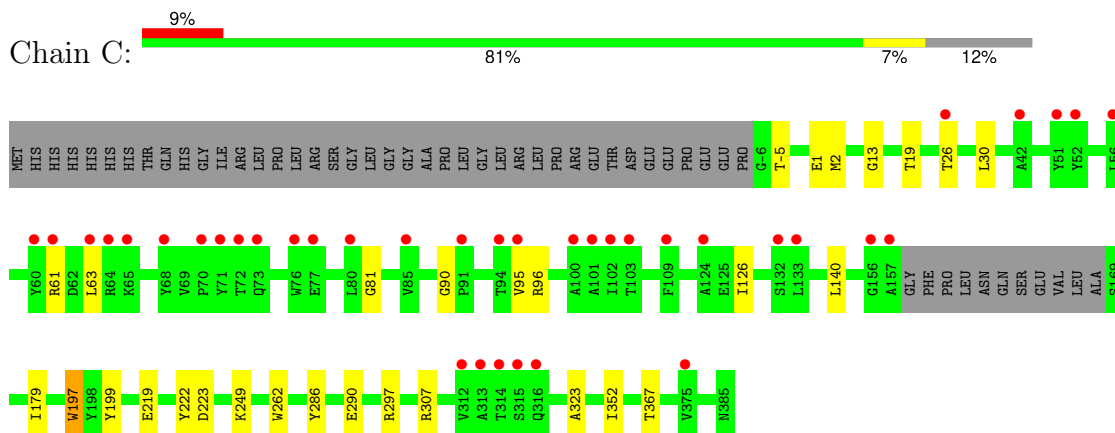 9%
Chain C:
81% 7% 12%
MET HIS HIS HIS HIS HIS HIS HIS THR GLN HIS GLY ILE ARG LEU PRO LEU ARG SER GLY LEU GLY GLY ALA PRO LEU GLY LEU ARG LEU PRO ARG GLU THR ASP GLU GLU PRO GLU GLU PRO G-6 T-5 E1 M2 G13 T19 T26 L30 A42 Y51 Y52 L56
Y60 R61 D62 L63 R64 K65 Y68 V69 P70 Y71 T72 Q73 W76 E77 L80 G81 V85 G90 P91 T94 V95 R96 A100 A101 I102 T103 F109 A124 E125 I126 S132 L133 L140 G156 A157 GLY PHE PRO LEU ASN GLN SER GLU VAL LEU ALA S169
I179 W197 Y198 Y199 E219 Y222 D223 K249 W262 Y286 E290 R297 R307 V312 A313 T314 S315 Q316 A323 I352 T367 V375 N385